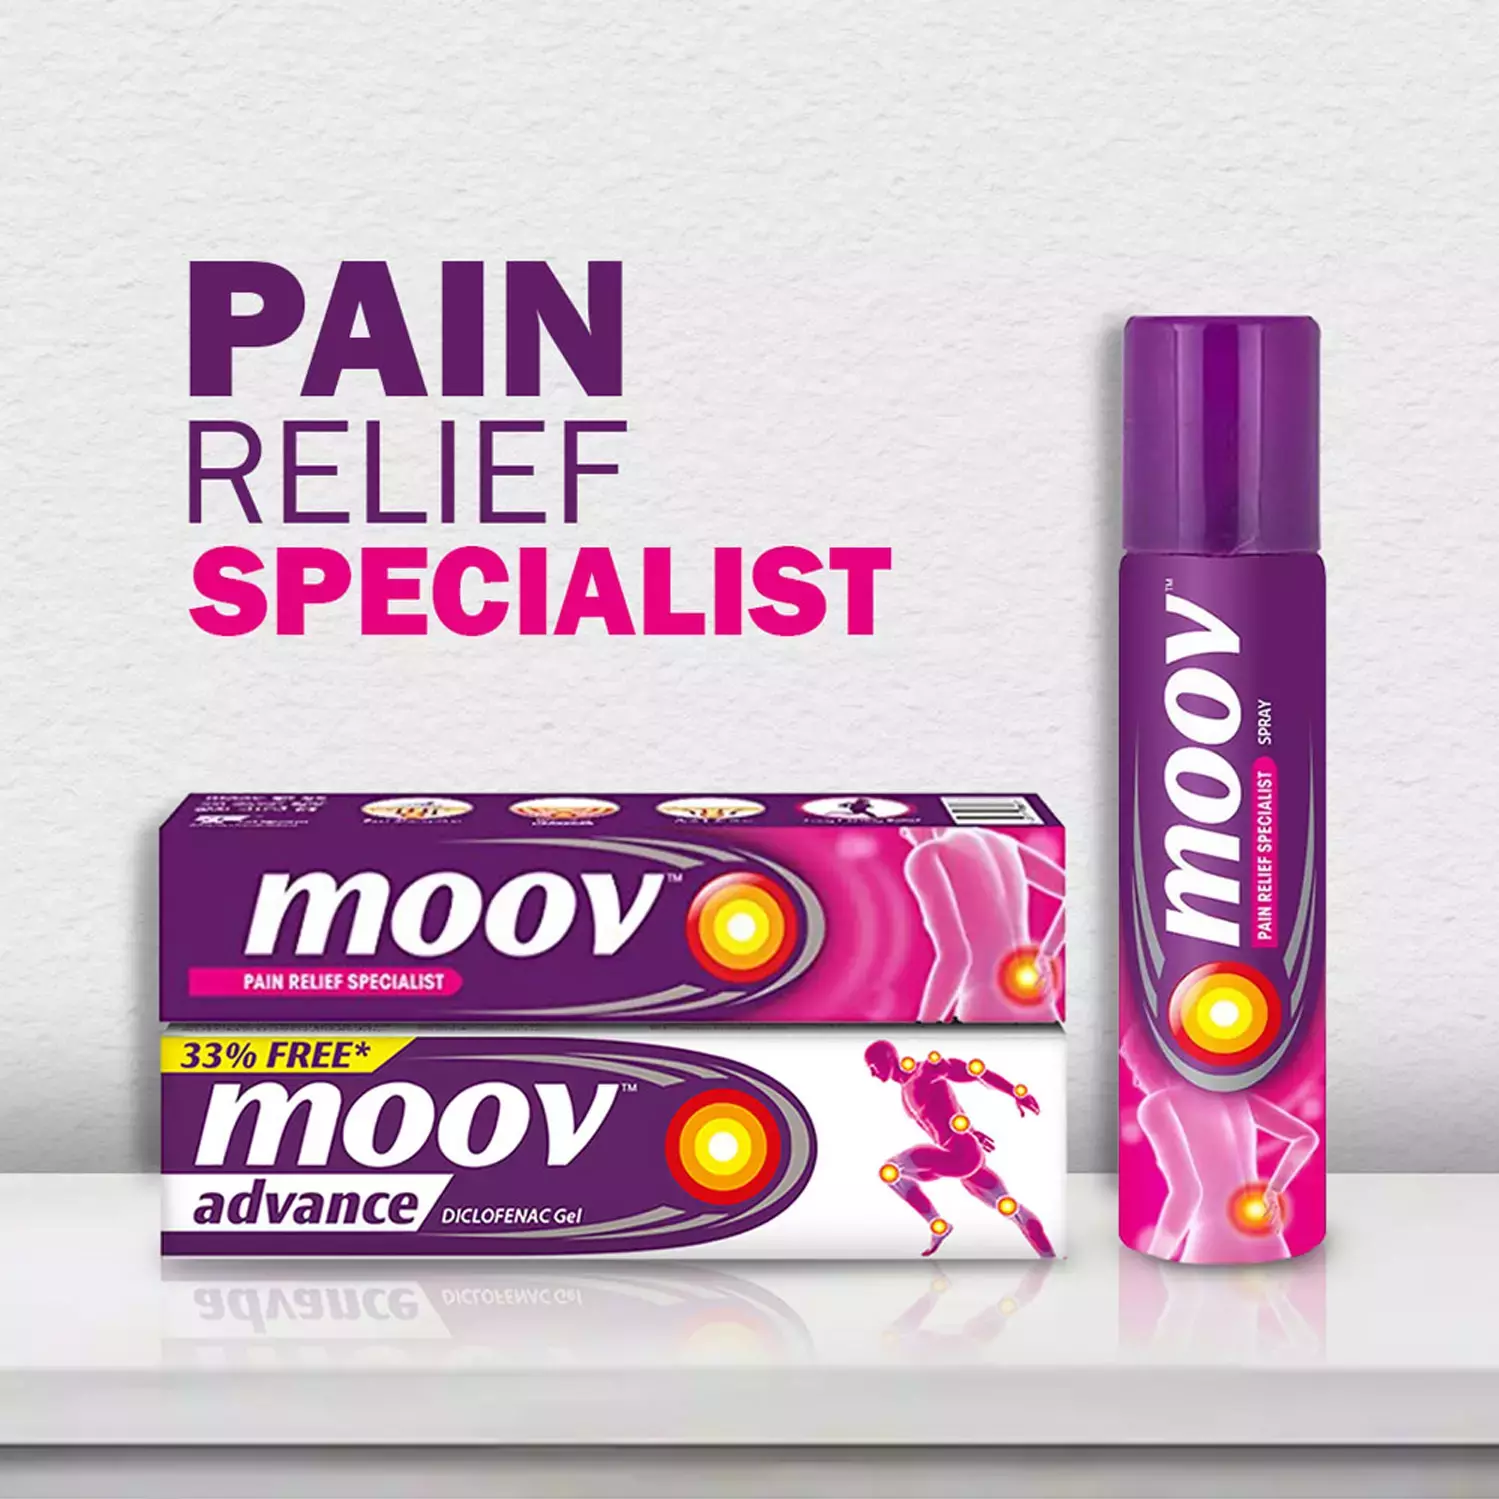 PAIN
RELIEF
SPECIALIST
moov™
PAIN RELIEF SPECIALIST
33% FREE*
moov™
advance
DICLOFENAC Gel
moov™
PAIN RELIEF SPECIALIST SPRAY